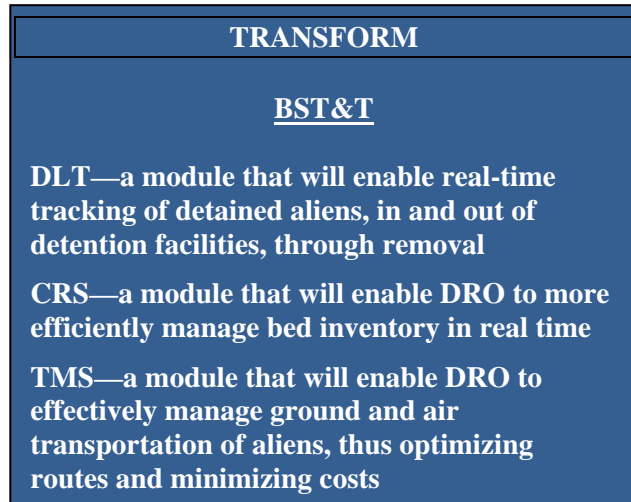 TRANSFORM
BST&T
DLT—a module that will enable real-time
tracking of detained aliens, in and out of
detention facilities, through removal
CRS—a module that will enable DRO to more
efficiently manage bed inventory in real time
TMS—a module that will enable DRO to
effectively manage ground and air
transportation of aliens, thus optimizing
routes and minimizing costs